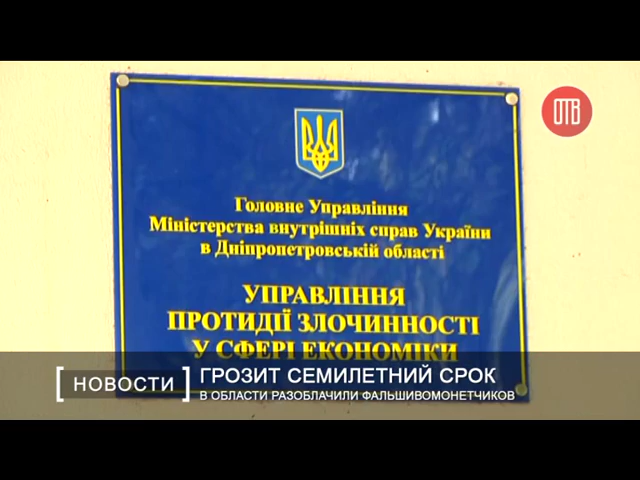 ОТВ
Головне Управління
Міністерства внутрішніх справ України
в Дніпропетровській області
УПРАВЛІННЯ
ПРОТИДІЇ ЗЛОЧИННОСТІ
У СФЕРІ ЕКОНОМІКИ
НОВОСТИ
ГРОЗИТ СЕМИЛЕТНИЙ СРОК
В ОБЛАСТИ РАЗОБЛАЧИЛИ ФАЛЬШИВОМОНЕТЧИКОВ